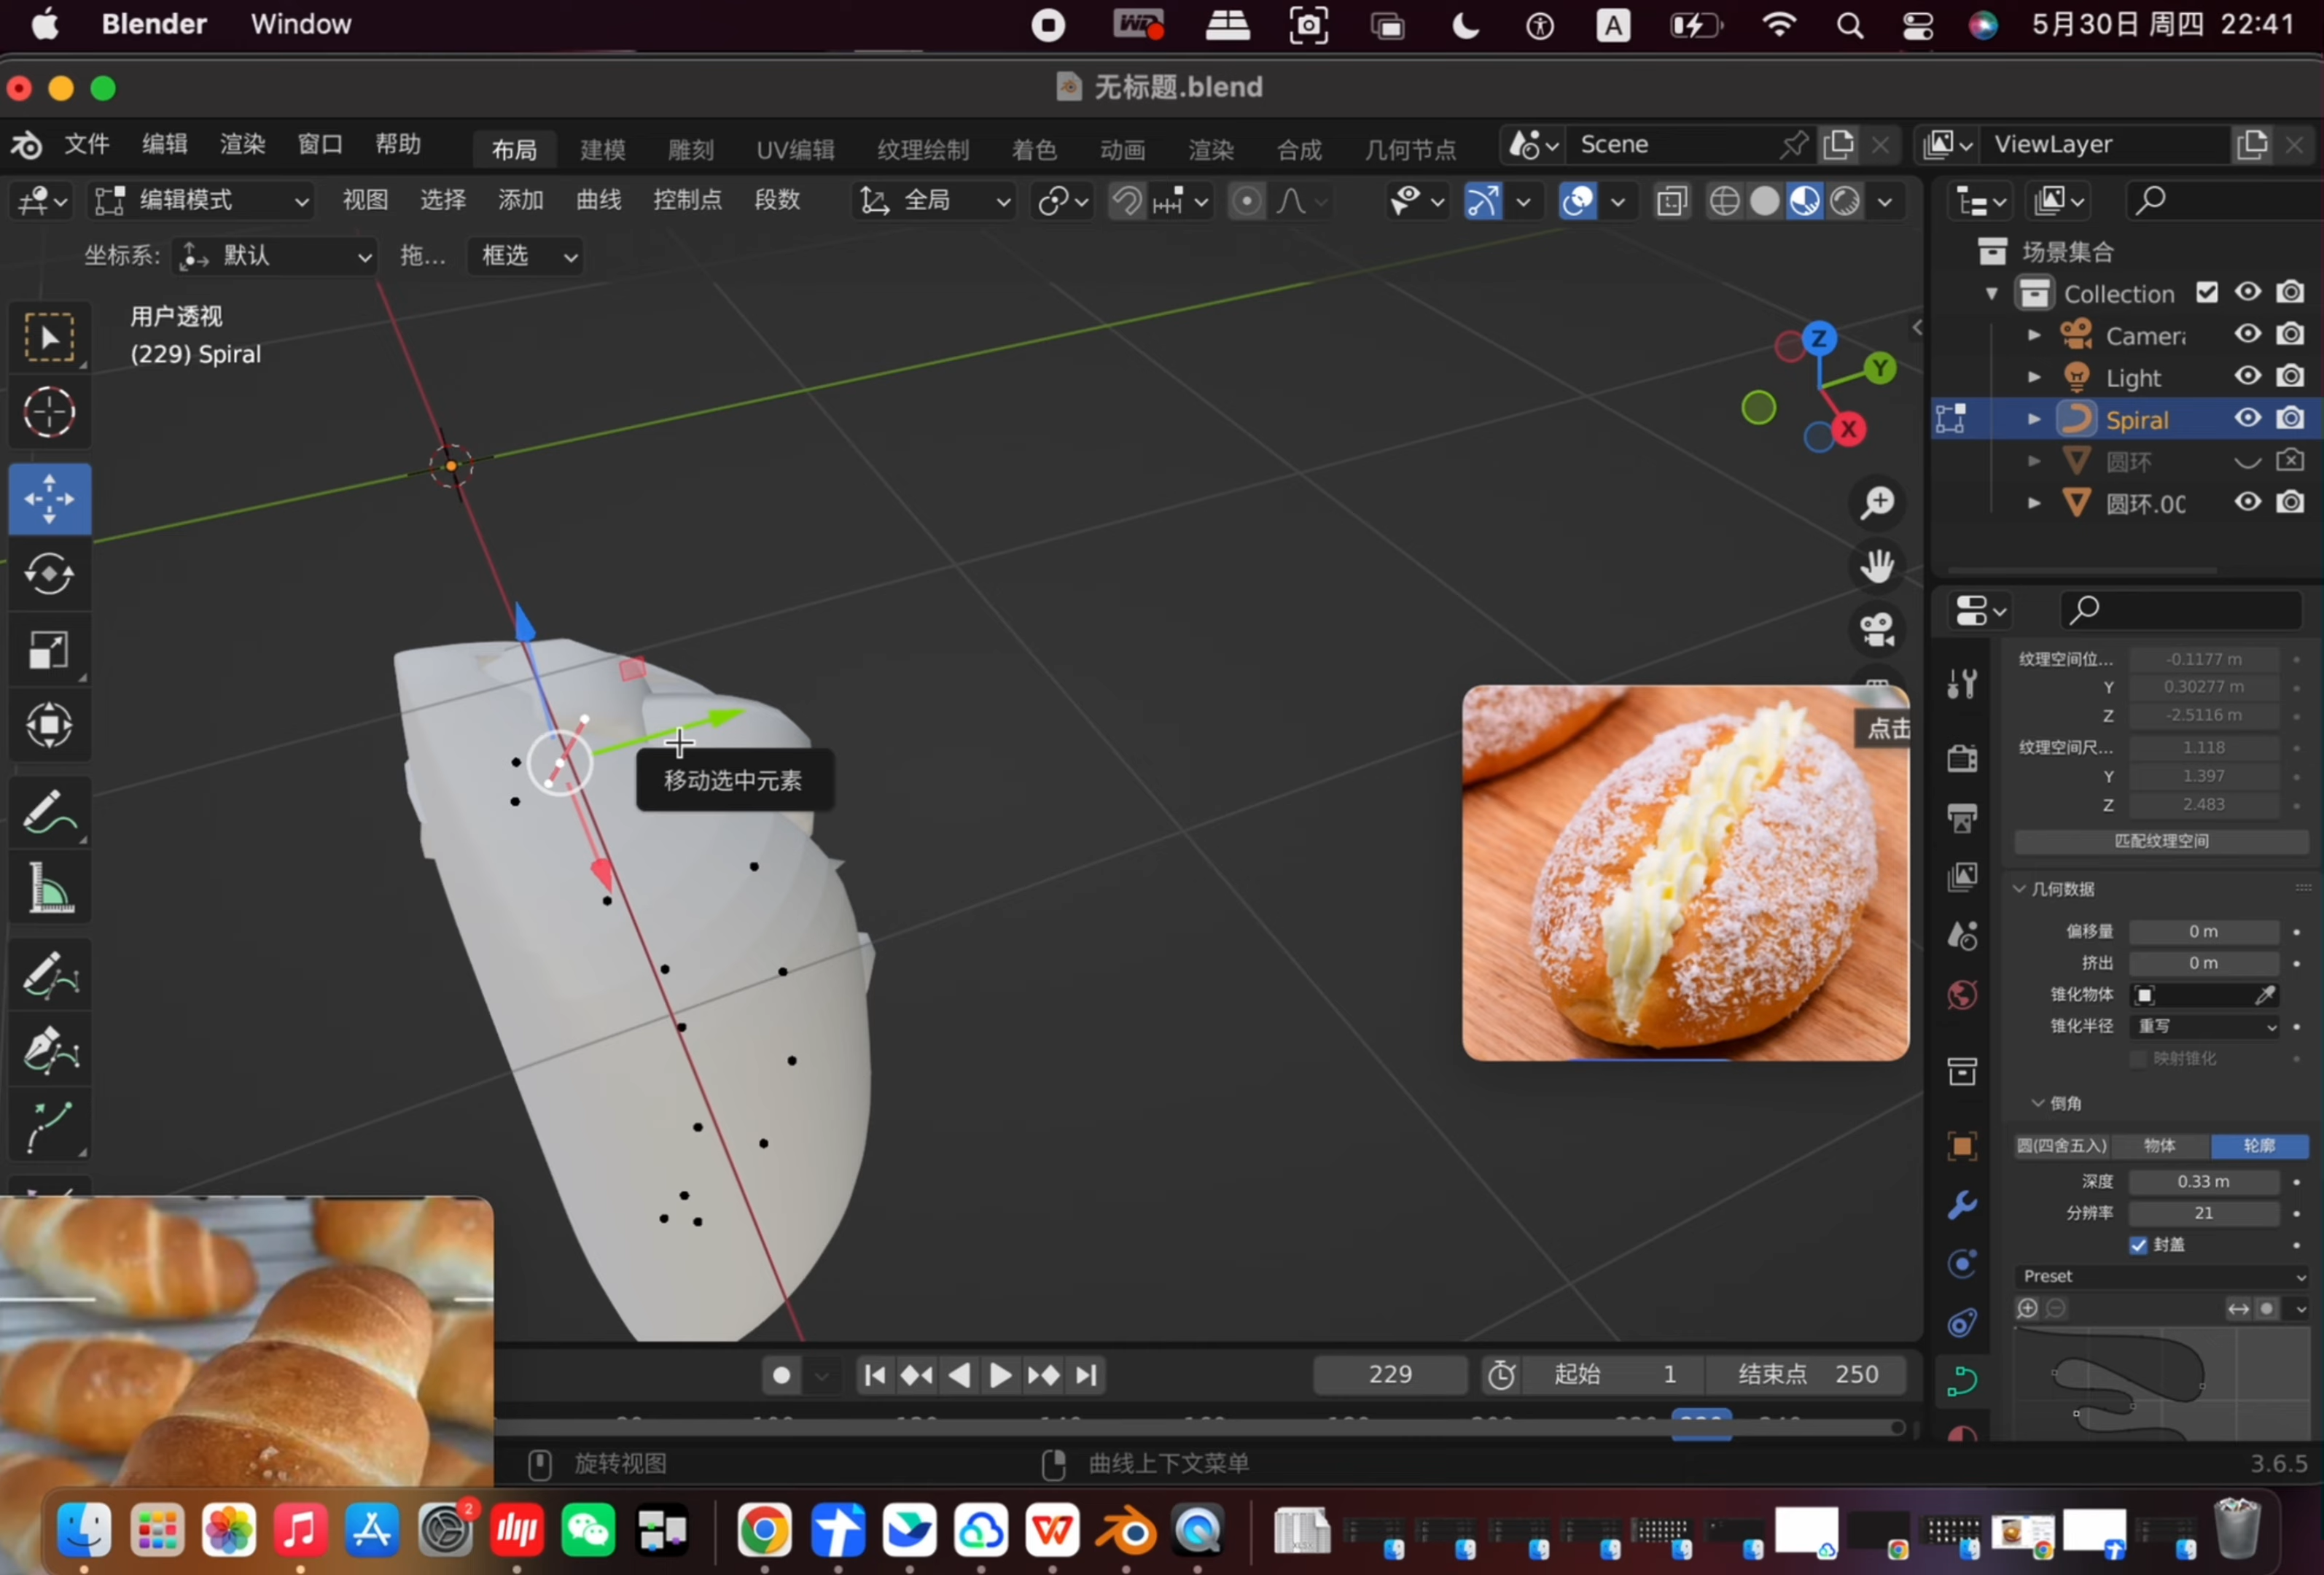 Blender Window
A
5月30日 周四 22:41
无标题.blend
文件 编辑 渲染 窗口 帮助
布局 建模 雕刻 UV编辑 纹理绘制 着色 动画 渲染 合成 几何节点
Scene
ViewLayer
编辑模式 视图 选择 添加 曲线 控制点 段数
全局
坐标系: 默认 拖... 框选
用户透视
(229) Spiral
Z
Y
X
移动选中元素
点击
场景集合
Collection
Camer
Light
Spiral
圆环
圆环.00
纹理空间位... -0.1177 m
Y 0.30277 m
Z -2.5116 m
纹理空间尺... 1.118
Y 1.397
Z 2.483
匹配纹理空间
几何数据
偏移量 0 m
挤出 0 m
锥化物体
锥化半径 重写
映射锥化
倒角
圆(四舍五入) 物体 轮廓
深度 0.33 m
分辨率 21
封盖
Preset
229 起始 1 结束点 250
旋转视图
曲线上下文菜单
3.6.5
2